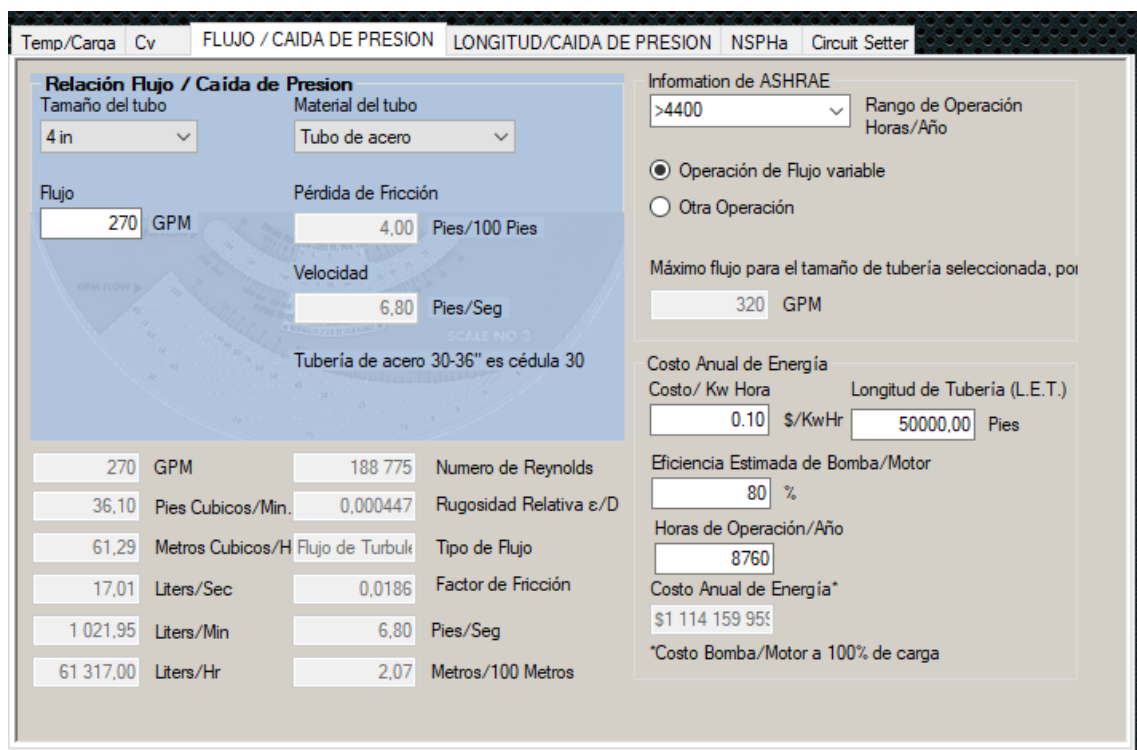 Temp/Carga Cv FLUJO / CAIDA DE PRESION LONGITUD/CAIDA DE PRESION NSPHa Circuit Setter
Relación Flujo / Caída de Presion
Tamaño del tubo Material del tubo
4 in Tubo de acero
Flujo Pérdida de Fricción
270 GPM 4,00 Pies/100 Pies
Velocidad
6,80 Pies/Seg
GPM FLOW
SCALE NO 3
Tubería de acero 30-36" es cédula 30
270 GPM 188 775 Numero de Reynolds
36,10 Pies Cubicos/Min. 0,000447 Rugosidad Relativa ε/D
61,29 Metros Cubicos/H Flujo de Turbule Tipo de Flujo
17,01 Liters/Sec 0,0186 Factor de Fricción
1 021,95 Liters/Min 6,80 Pies/Seg
61 317,00 Liters/Hr 2,07 Metros/100 Metros
Information de ASHRAE
>4400 Rango de Operación
Horas/Año
Operación de Flujo variable
Otra Operación
Máximo flujo para el tamaño de tubería seleccionada, por
320 GPM
Costo Anual de Energía
Costo/ Kw Hora Longitud de Tubería (L.E.T.)
0.10 $/KwHr 50000,00 Pies
Eficiencia Estimada de Bomba/Motor
80 %
Horas de Operación/Año
8760
Costo Anual de Energía*
$1 114 159 959
*Costo Bomba/Motor a 100% de carga